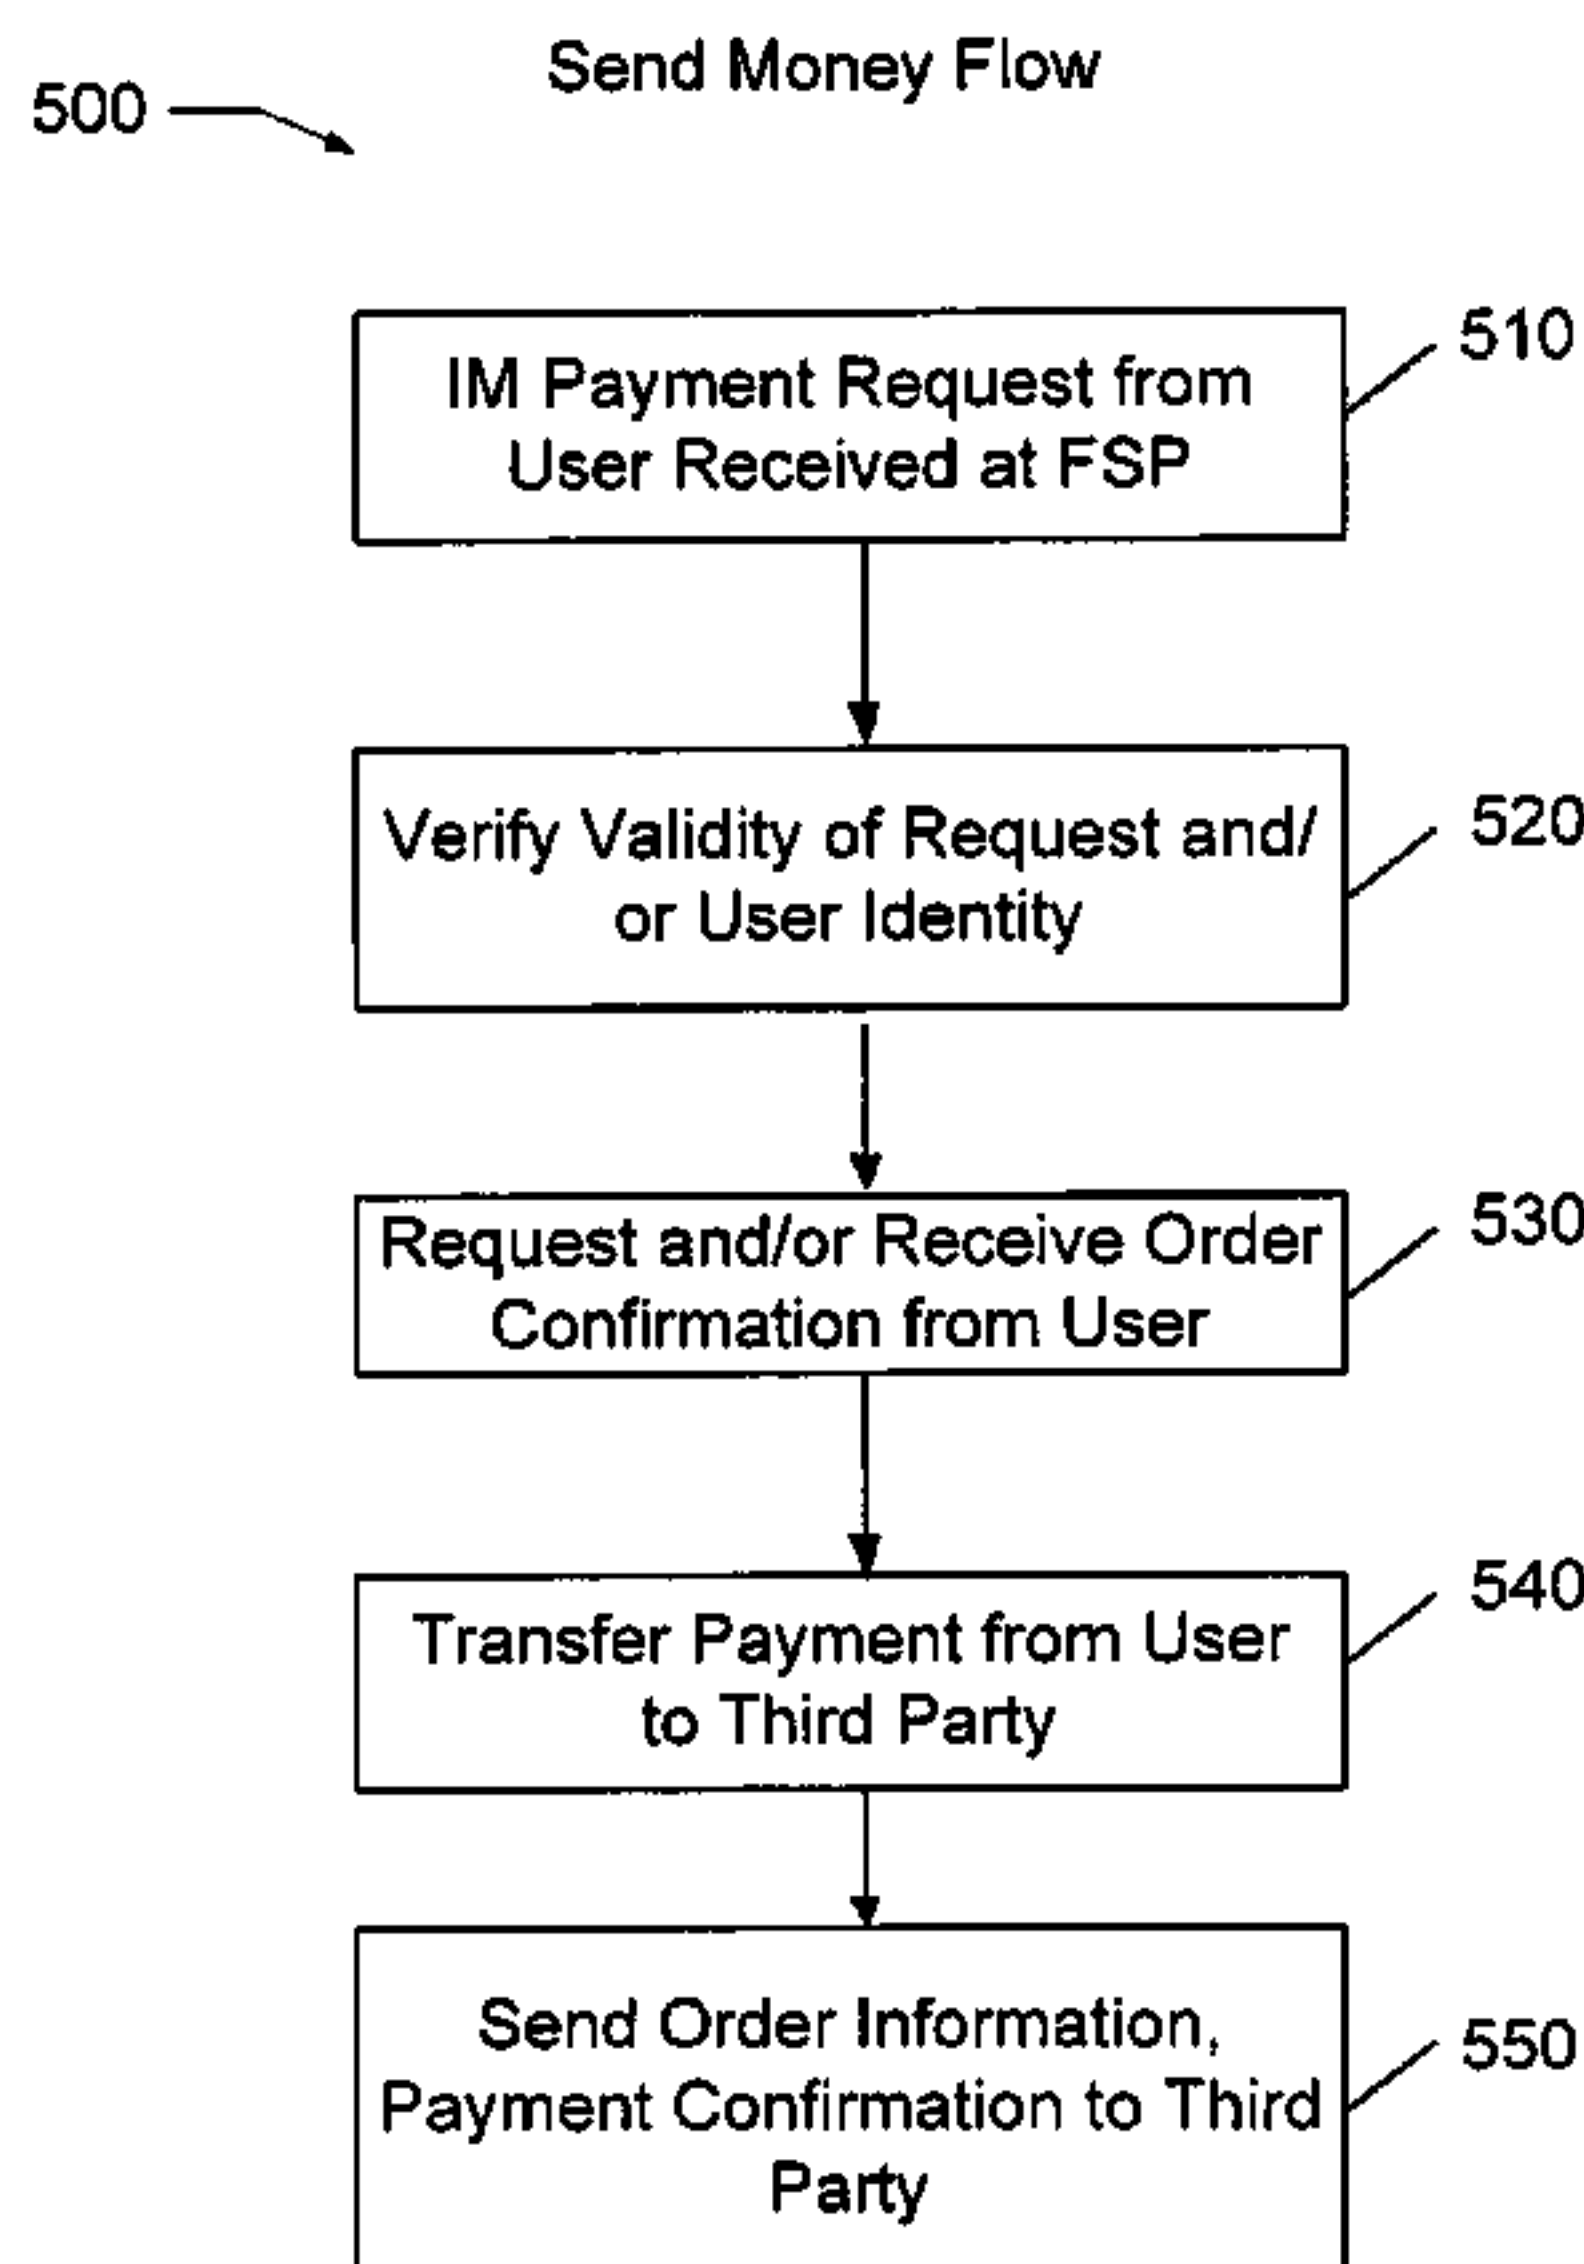 Send Money Flow
500
IM Payment Request from
User Received at FSP
510
Verify Validity of Request and/
or User Identity
520
Request and/or Receive Order
Confirmation from User
530
Transfer Payment from User
to Third Party
540
Send Order Information,
Payment Confirmation to Third
Party
550